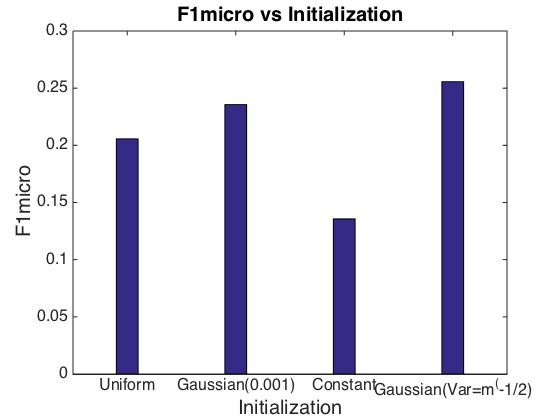 F1micro vs Initialization
0.3
0.25
0.2
0.15
0.1
0.05
0
F1micro
Uniform Gaussian(0.001) Constant Gaussian(Var=m(-1/2)
Initialization